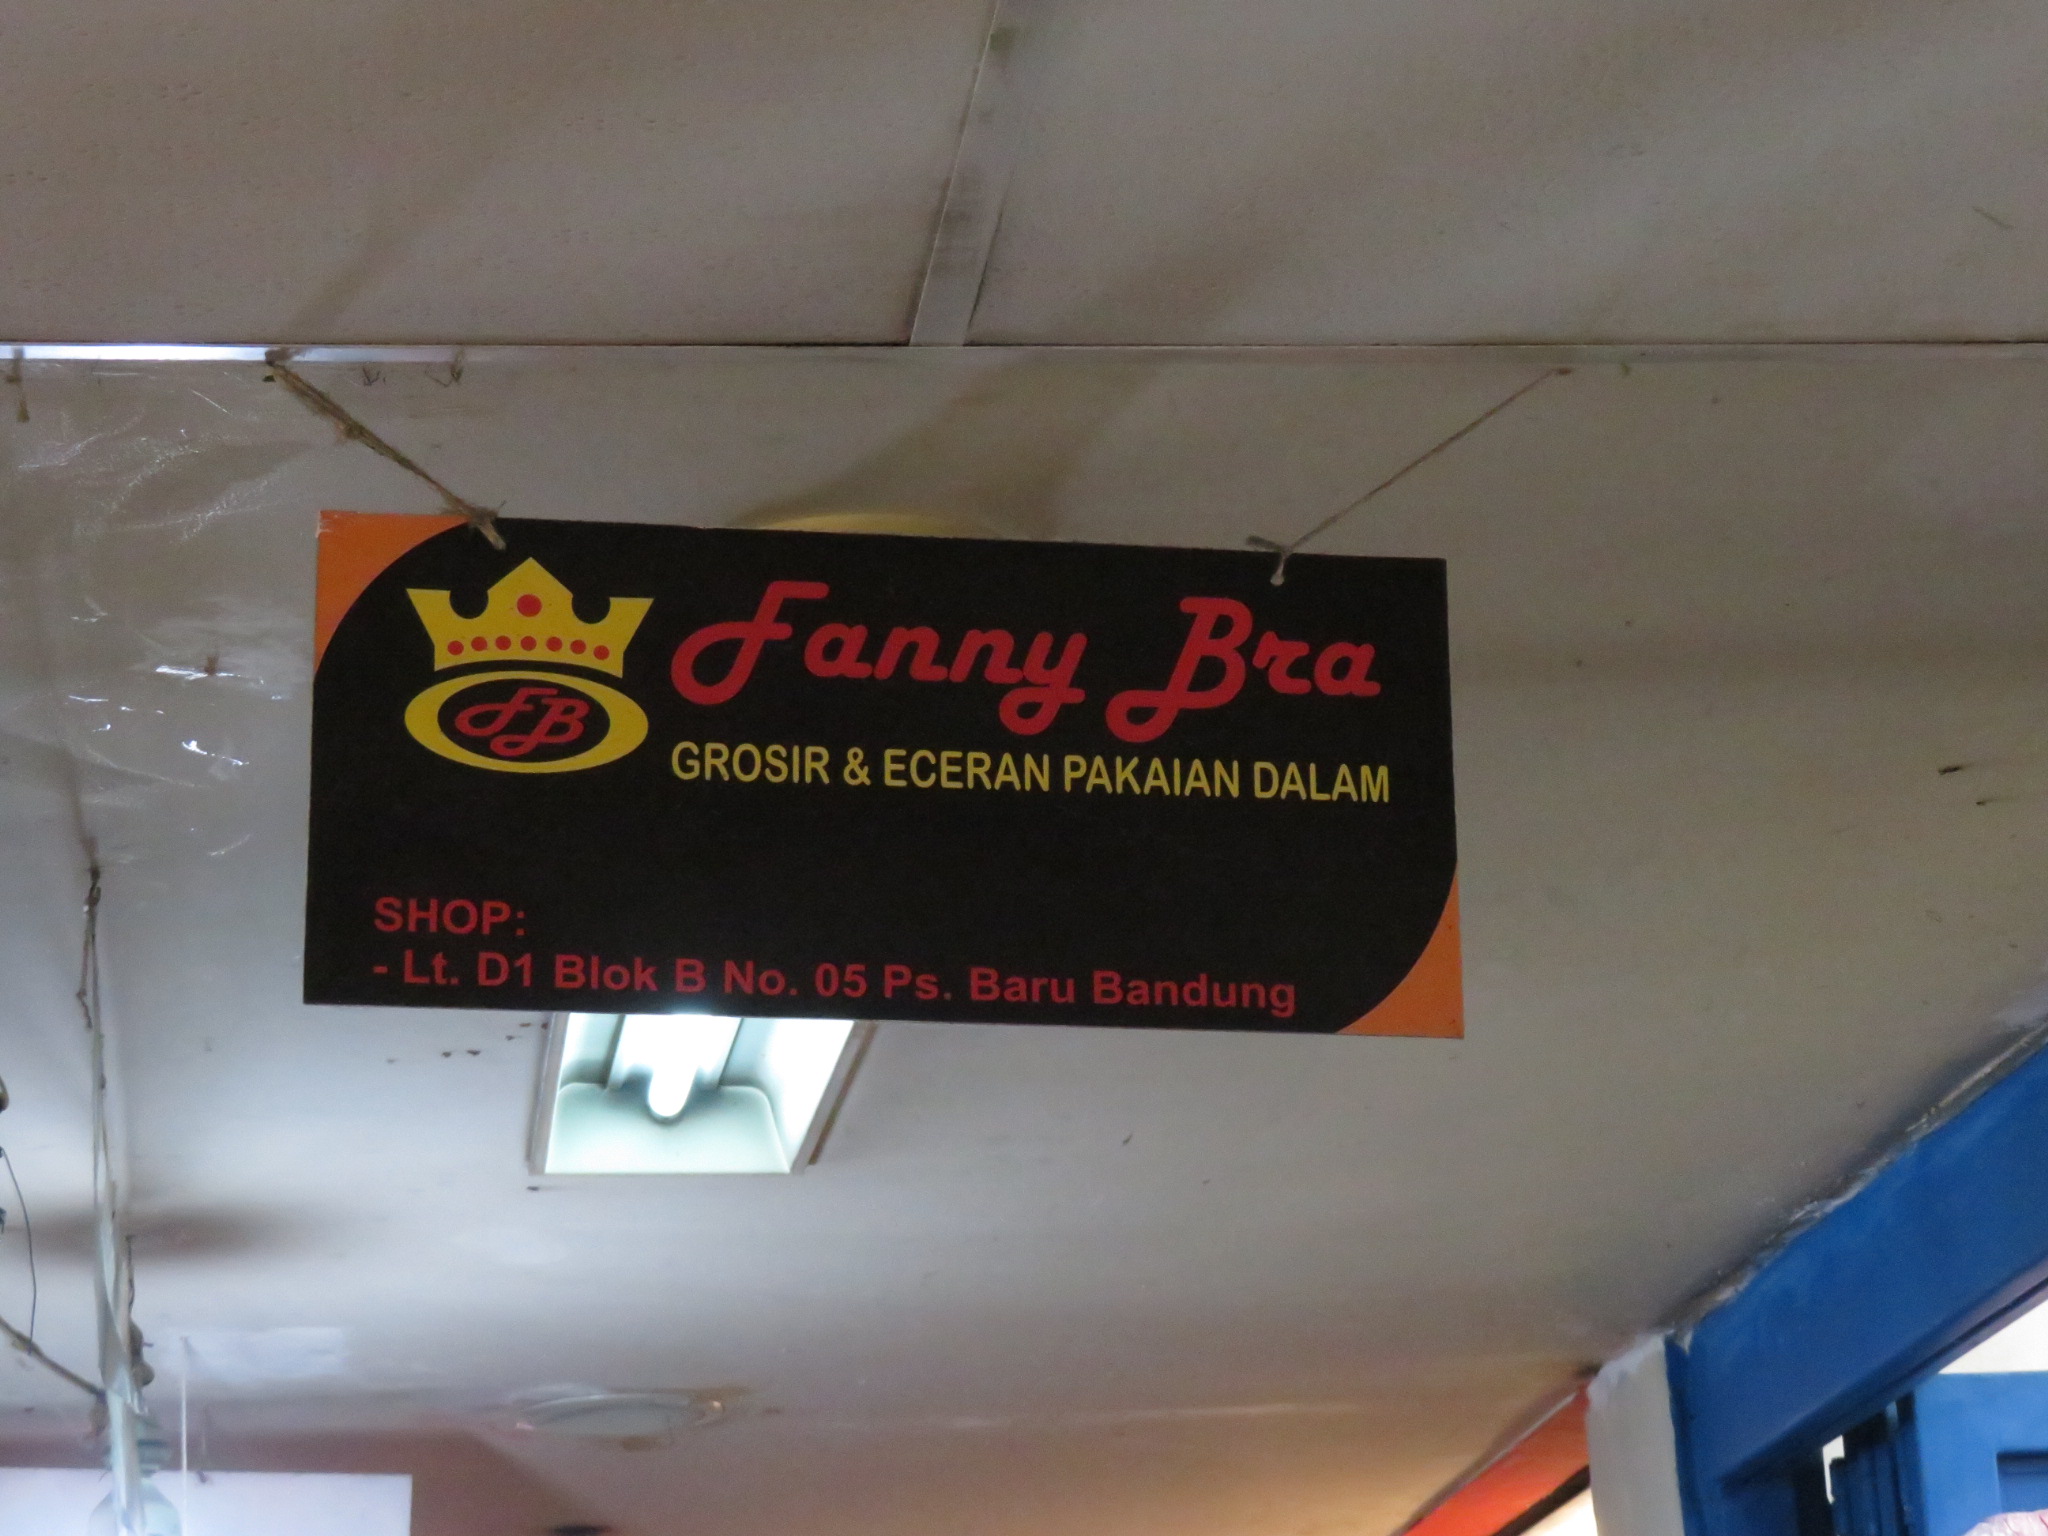 Fanny Bra
FB
GROSIR & ECERAN PAKAIAN DALAM
SHOP:
- Lt. D1 Blok B No. 05 Ps. Baru Bandung